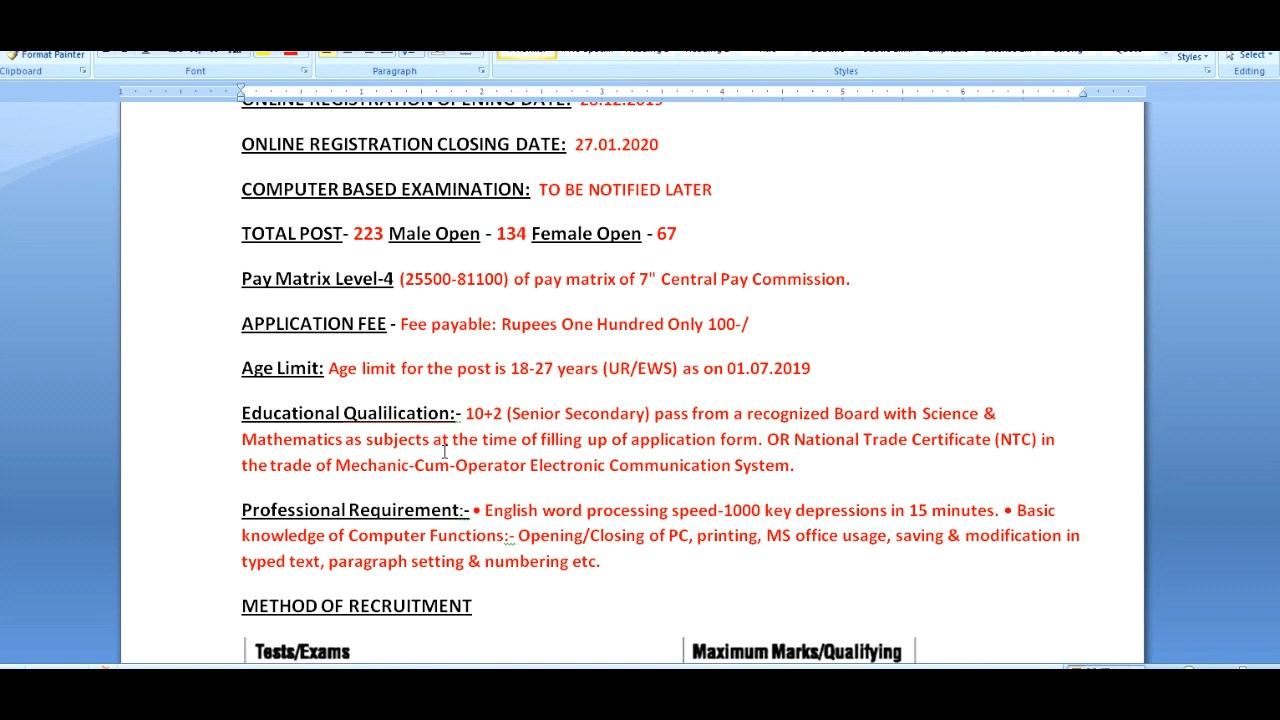 Format Painter
Styles
Select
Clipboard
Font
Paragraph
Styles
Editing
ONLINE REGISTRATION OPENING DATE: 28.12.2019
ONLINE REGISTRATION CLOSING DATE: 27.01.2020
COMPUTER BASED EXAMINATION: TO BE NOTIFIED LATER
TOTAL POST- 223 Male Open - 134 Female Open - 67
Pay Matrix Level-4 (25500-81100) of pay matrix of 7" Central Pay Commission.
APPLICATION FEE - Fee payable: Rupees One Hundred Only 100-/
Age Limit: Age limit for the post is 18-27 years (UR/EWS) as on 01.07.2019
Educational Qualilication:- 10+2 (Senior Secondary) pass from a recognized Board with Science &
Mathematics as subjects at the time of filling up of application form. OR National Trade Certificate (NTC) in
the trade of Mechanic-Cum-Operator Electronic Communication System.
Professional Requirement:- • English word processing speed-1000 key depressions in 15 minutes. • Basic
knowledge of Computer Functions:- Opening/Closing of PC, printing, MS office usage, saving & modification in
typed text, paragraph setting & numbering etc.
METHOD OF RECRUITMENT
Tests/Exams Maximum Marks/Qualifying